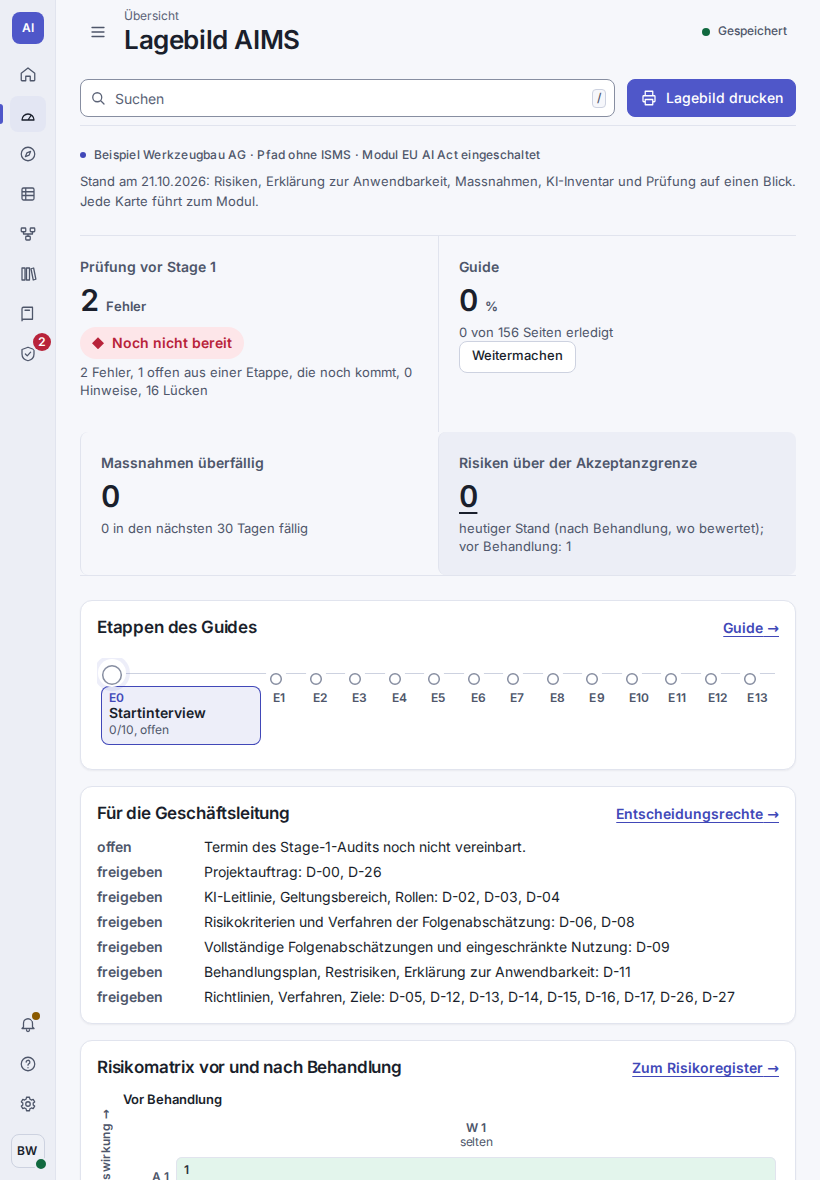 AI
Übersicht
Lagebild AIMS
Gespeichert
Suchen
/
Lagebild drucken
Beispiel Werkzeugbau AG · Pfad ohne ISMS · Modul EU AI Act eingeschaltet
Stand am 21.10.2026: Risiken, Erklärung zur Anwendbarkeit, Massnahmen, KI-Inventar und Prüfung auf einen Blick.
Jede Karte führt zum Modul.
Prüfung vor Stage 1
2 Fehler
Noch nicht bereit
2 Fehler, 1 offen aus einer Etappe, die noch kommt, 0
Hinweise, 16 Lücken
Guide
0 %
0 von 156 Seiten erledigt
Weitermachen
2
Massnahmen überfällig
0
0 in den nächsten 30 Tagen fällig
Risiken über der Akzeptanzgrenze
0
heutiger Stand (nach Behandlung, wo bewertet);
vor Behandlung: 1
Etappen des Guides
Guide →
E0
Startinterview
0/10, offen
E1 E2 E3 E4 E5 E6 E7 E8 E9 E10 E11 E12 E13
Für die Geschäftsleitung
Entscheidungsrechte →
offen Termin des Stage-1-Audits noch nicht vereinbart.
freigeben Projektauftrag: D-00, D-26
freigeben KI-Leitlinie, Geltungsbereich, Rollen: D-02, D-03, D-04
freigeben Risikokriterien und Verfahren der Folgenabschätzung: D-06, D-08
freigeben Vollständige Folgenabschätzungen und eingeschränkte Nutzung: D-09
freigeben Behandlungsplan, Restrisiken, Erklärung zur Anwendbarkeit: D-11
freigeben Richtlinien, Verfahren, Ziele: D-05, D-12, D-13, D-14, D-15, D-16, D-17, D-26, D-27
Risikomatrix vor und nach Behandlung
Zum Risikoregister →
Vor Behandlung
W 1
selten
swirkung →
A 1
1
BW